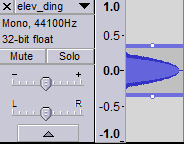 × elev_ding ▼
Mono, 44100Hz
32-bit float
Mute Solo
- +
L R
1.0
0.5
0.0
-0.5
-1.0